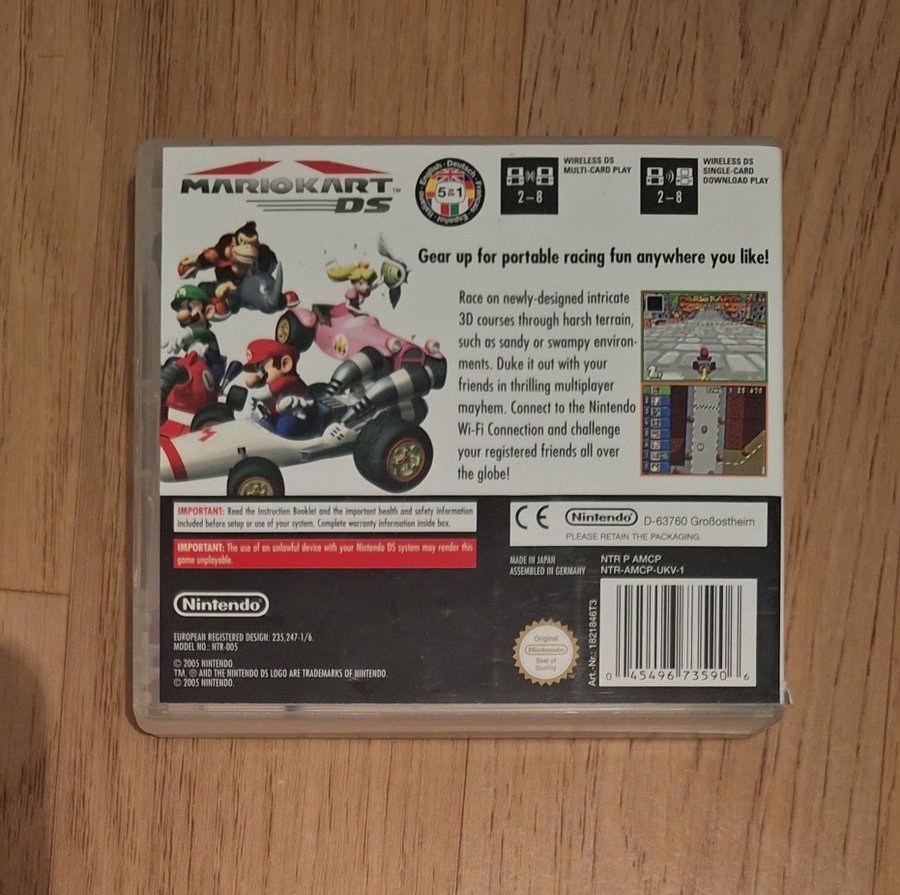 MARIOKART™
DS
English · Deutsch · Français · Español · Italiano
5 in 1
WIRELESS DS
MULTI-CARD PLAY
2–8
WIRELESS DS
SINGLE-CARD
DOWNLOAD PLAY
2–8
Gear up for portable racing fun anywhere you like!
Race on newly-designed intricate
3D courses through harsh terrain,
such as sandy or swampy environ-
ments. Duke it out with your
friends in thrilling multiplayer
mayhem. Connect to the Nintendo
Wi-Fi Connection and challenge
your registered friends all over
the globe!
IMPORTANT: Read the Instruction Booklet and the important health and safety information
included before setup or use of your system. Complete warranty information inside box.
IMPORTANT: The use of an unlawful device with your Nintendo DS system may render this
game unplayable.
CE
Nintendo® D-63760 Großostheim
PLEASE RETAIN THE PACKAGING.
MADE IN JAPAN
ASSEMBLED IN GERMANY
NTR P AMCP
NTR-AMCP-UKV-1
Nintendo®
EUROPEAN REGISTERED DESIGN: 235,247-1/6.
MODEL NO.: NTR-005
© 2005 NINTENDO.
TM, ® AND THE NINTENDO DS LOGO ARE TRADEMARKS OF NINTENDO.
© 2005 NINTENDO.
Original
Nintendo
Seal of
Quality
Art.-Nr.: 1821846T3
0 45496 73590 6